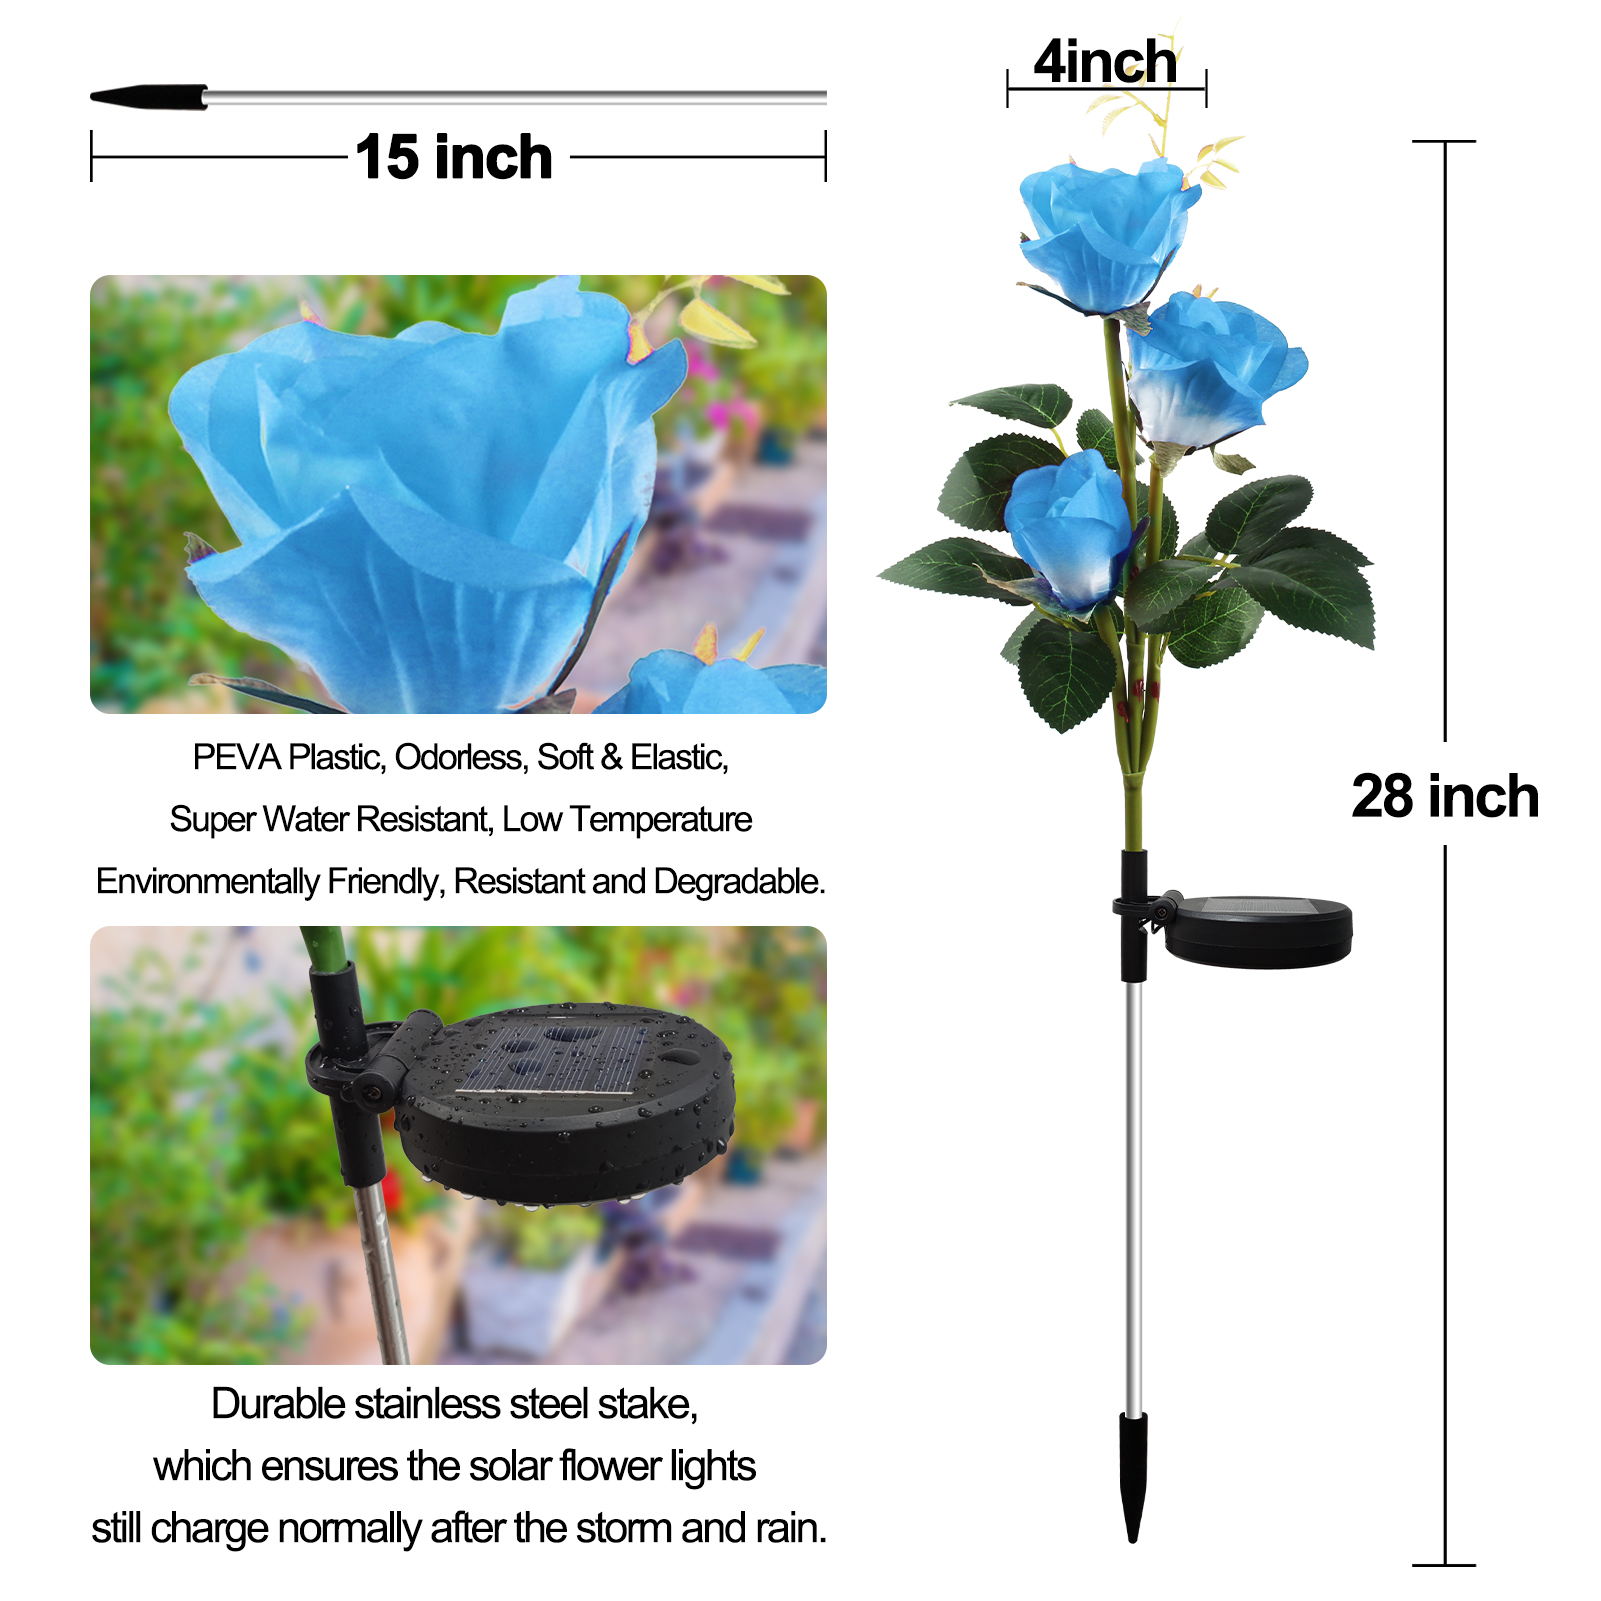 15 inch
PEVA Plastic, Odorless, Soft & Elastic,
Super Water Resistant, Low Temperature
Environmentally Friendly, Resistant and Degradable.
Durable stainless steel stake,
which ensures the solar flower lights
still charge normally after the storm and rain.
4inch
28 inch